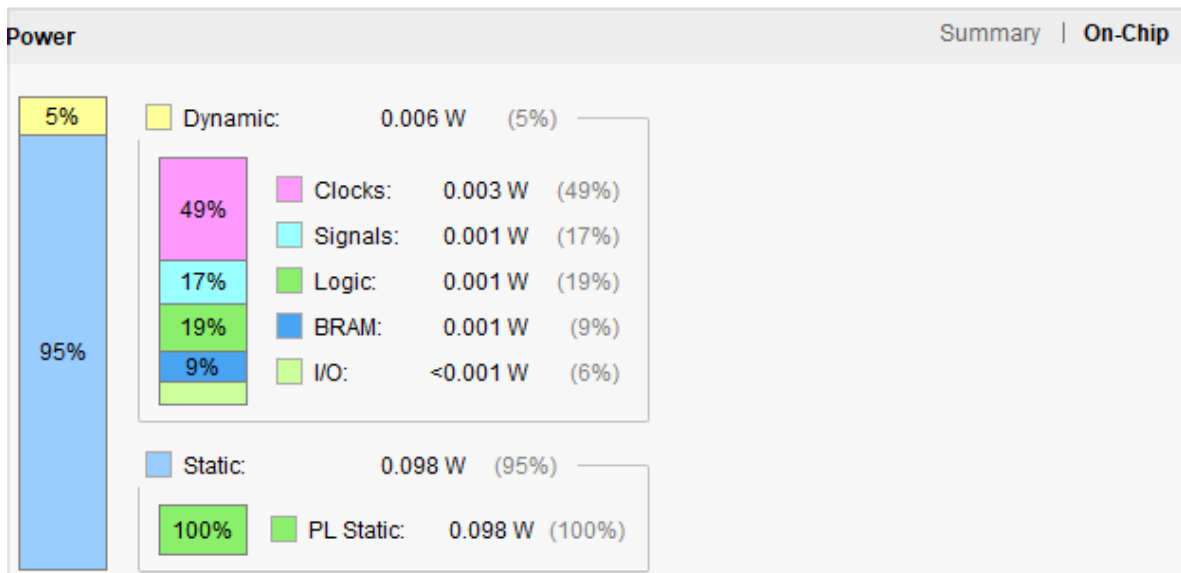 Power Summary | On-Chip
5% Dynamic: 0.006 W (5%)
49% Clocks: 0.003 W (49%)
Signals: 0.001 W (17%)
17% Logic: 0.001 W (19%)
19% BRAM: 0.001 W (9%)
9% I/O: <0.001 W (6%)
95%
Static: 0.098 W (95%)
100% PL Static: 0.098 W (100%)